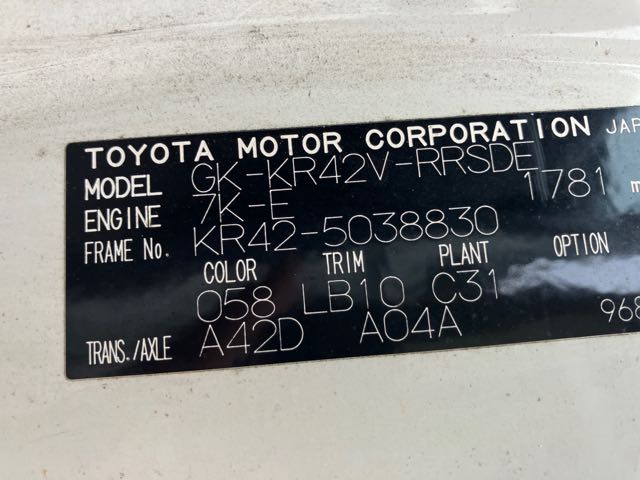 TOYOTA MOTOR CORPORATION JAP
MODEL GK-KR42V-RRSDE
ENGINE 7K-E 1781 m
FRAME No. KR42-5038830
COLOR TRIM PLANT OPTION
058 LB10 C31
TRANS./AXLE A42D A04A 968